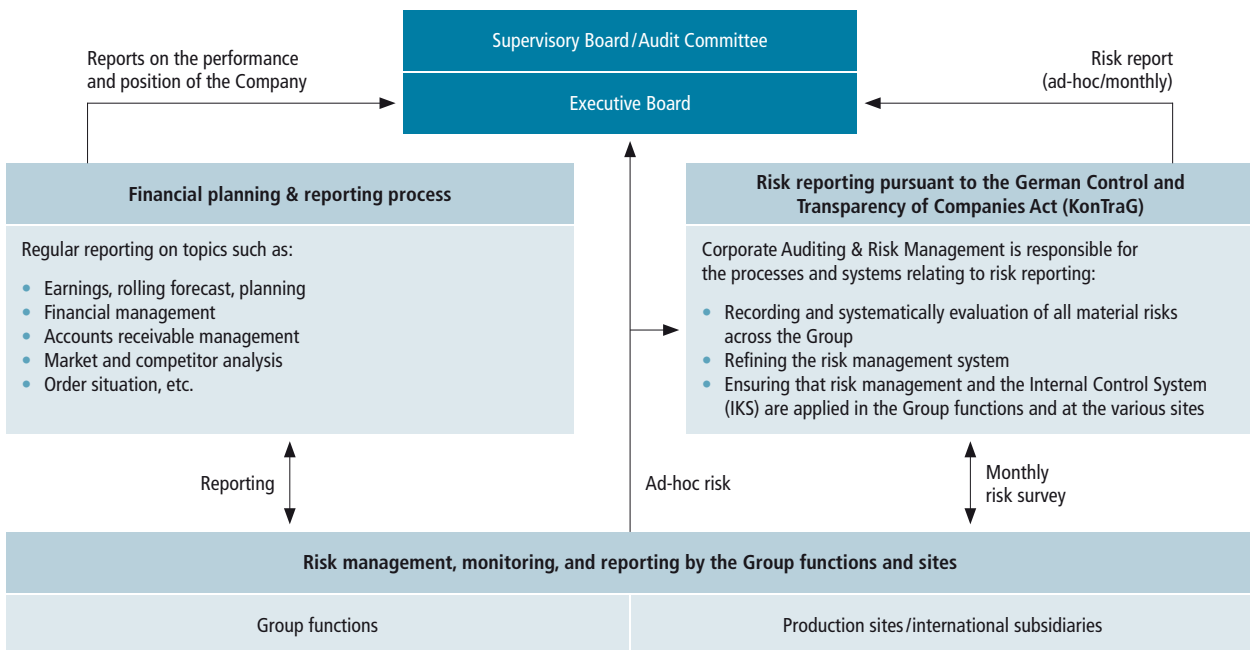 Supervisory Board/Audit Committee
Executive Board
Reports on the performance
and position of the Company
Risk report
(ad-hoc/monthly)
Financial planning & reporting process
Regular reporting on topics such as:
• Earnings, rolling forecast, planning
• Financial management
• Accounts receivable management
• Market and competitor analysis
• Order situation, etc.
Risk reporting pursuant to the German Control and
Transparency of Companies Act (KonTraG)
Corporate Auditing & Risk Management is responsible for
the processes and systems relating to risk reporting:
• Recording and systematically evaluation of all material risks
across the Group
• Refining the risk management system
• Ensuring that risk management and the Internal Control System
(IKS) are applied in the Group functions and at the various sites
Reporting
Ad-hoc risk
Monthly
risk survey
Risk management, monitoring, and reporting by the Group functions and sites
Group functions
Production sites/international subsidiaries